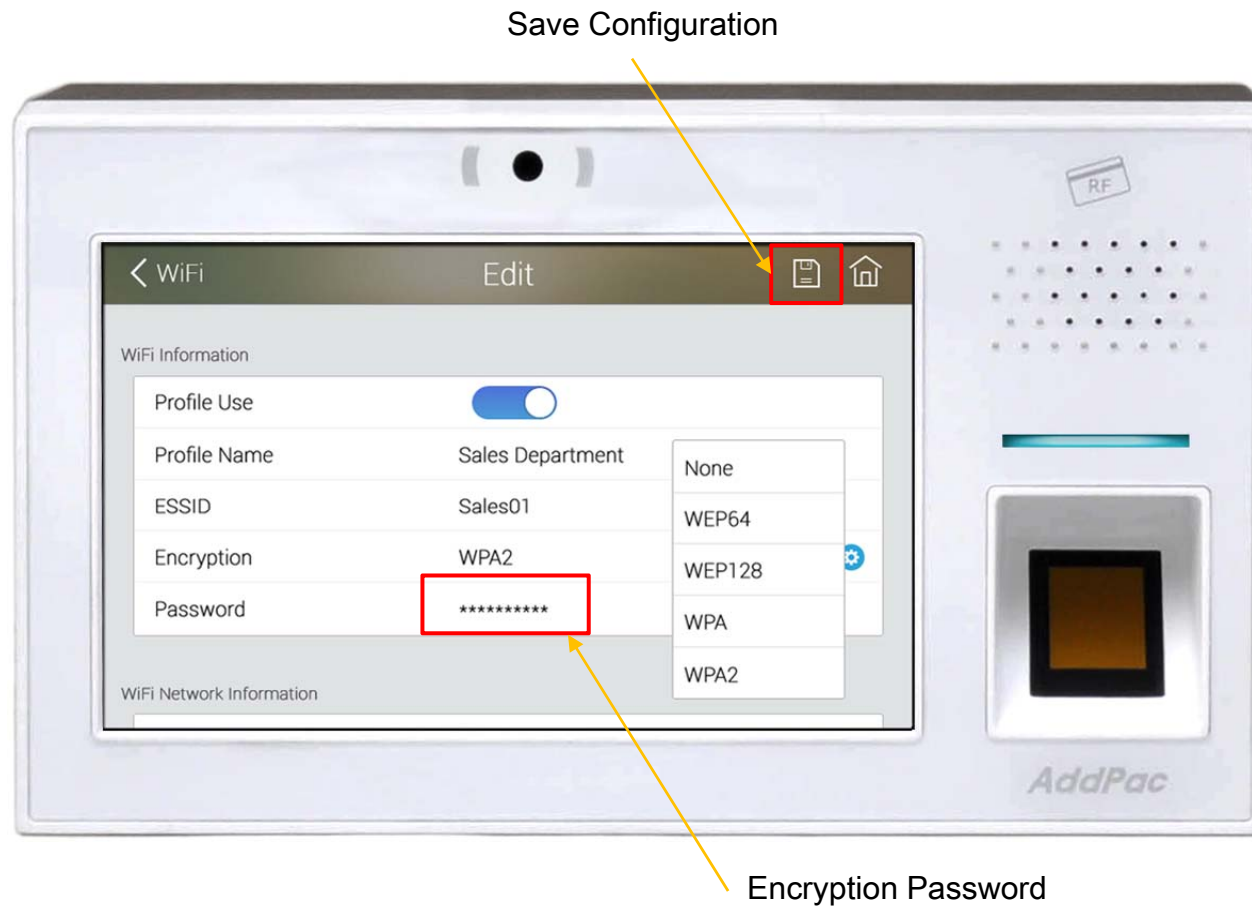 Save Configuration
RF
WiFi
Edit
WiFi Information
Profile Use
Profile Name
Sales Department
ESSID
Sales01
Encryption
WPA2
Password
**********
None
WEP64
WEP128
WPA
WPA2
WiFi Network Information
AddPac
Encryption Password